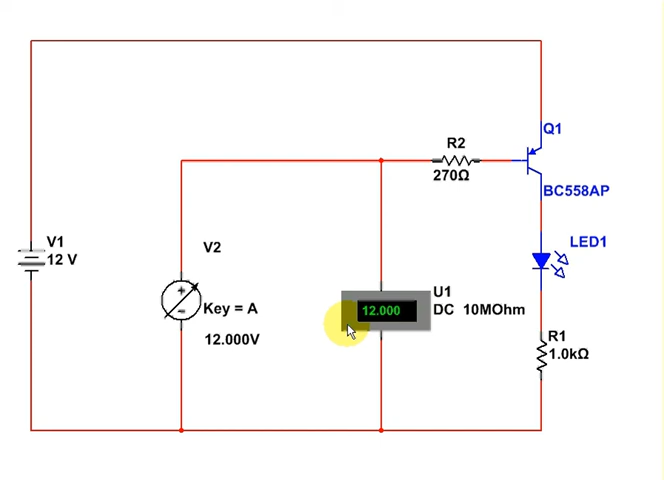 Q1
R2
270Ω
BC558AP
V1
12 V
V2
LED1
Key = A
12.000V
12.000
U1
DC 10MOhm
R1
1.0kΩ